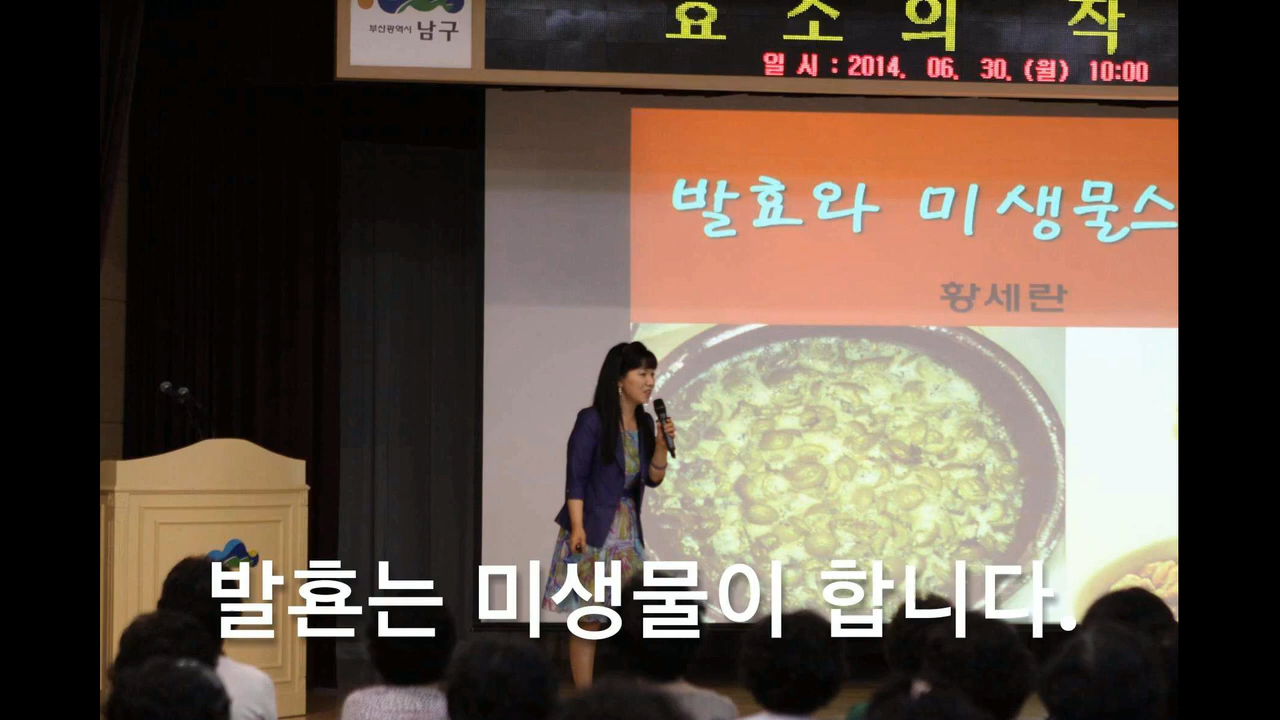 부산광역시 남구
효 소 의 작
일 시 : 2014. 06. 30. (월) 10:00
발효와 미생물스
황세란
발효는 미생물이 합니다.